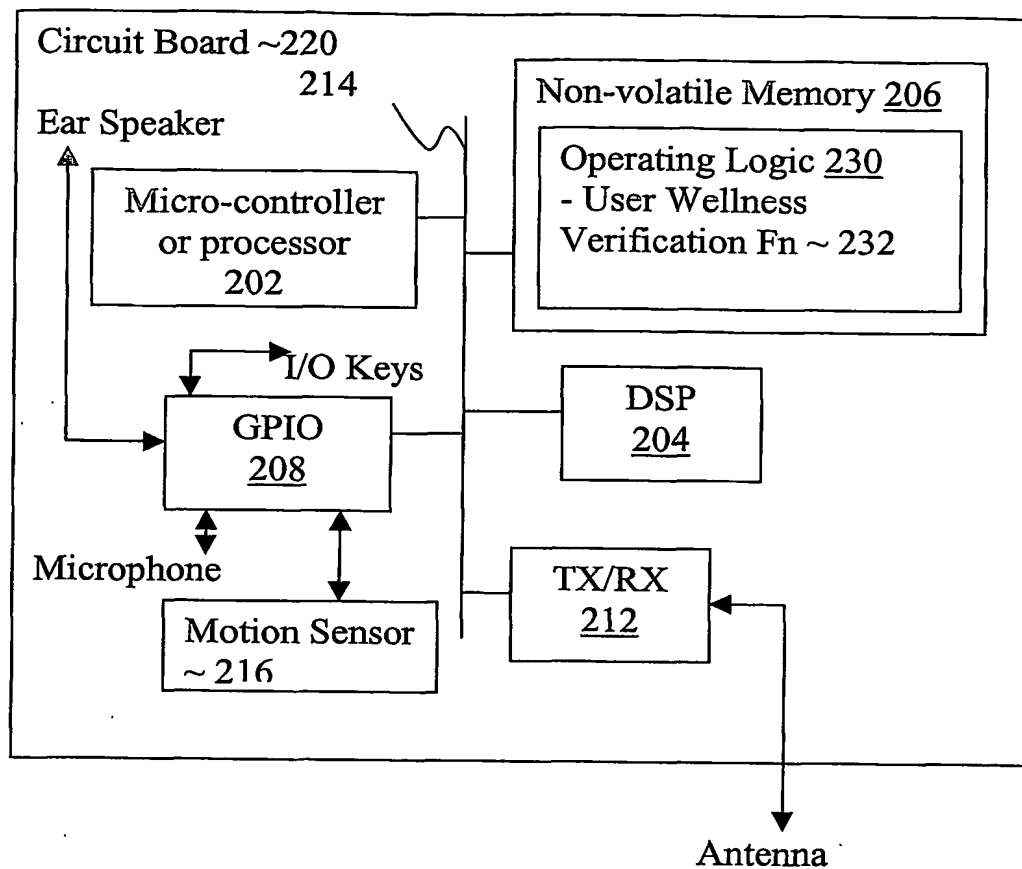 Circuit Board ~220
214
Ear Speaker
Non-volatile Memory 206
Operating Logic 230
- User Wellness
Verification Fn ~ 232
Micro-controller
or processor
202
I/O Keys
GPIO
208
DSP
204
Microphone
TX/RX
212
Motion Sensor
~ 216
Antenna